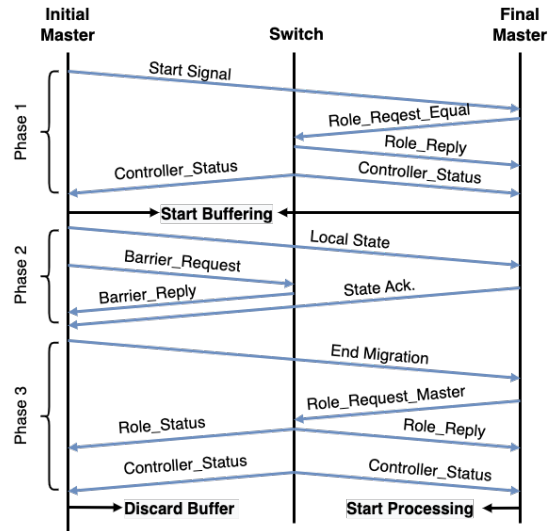 Initial
Master
Switch
Final
Master
Phase 1
Start Signal
Role_Reqest_Equal
Role_Reply
Controller_Status
Controller_Status
Start Buffering
Phase 2
Local State
Barrier_Request
Barrier_Reply
State Ack.
Phase 3
End Migration
Role_Request_Master
Role_Status
Role_Reply
Controller_Status
Controller_Status
Discard Buffer
Start Processing